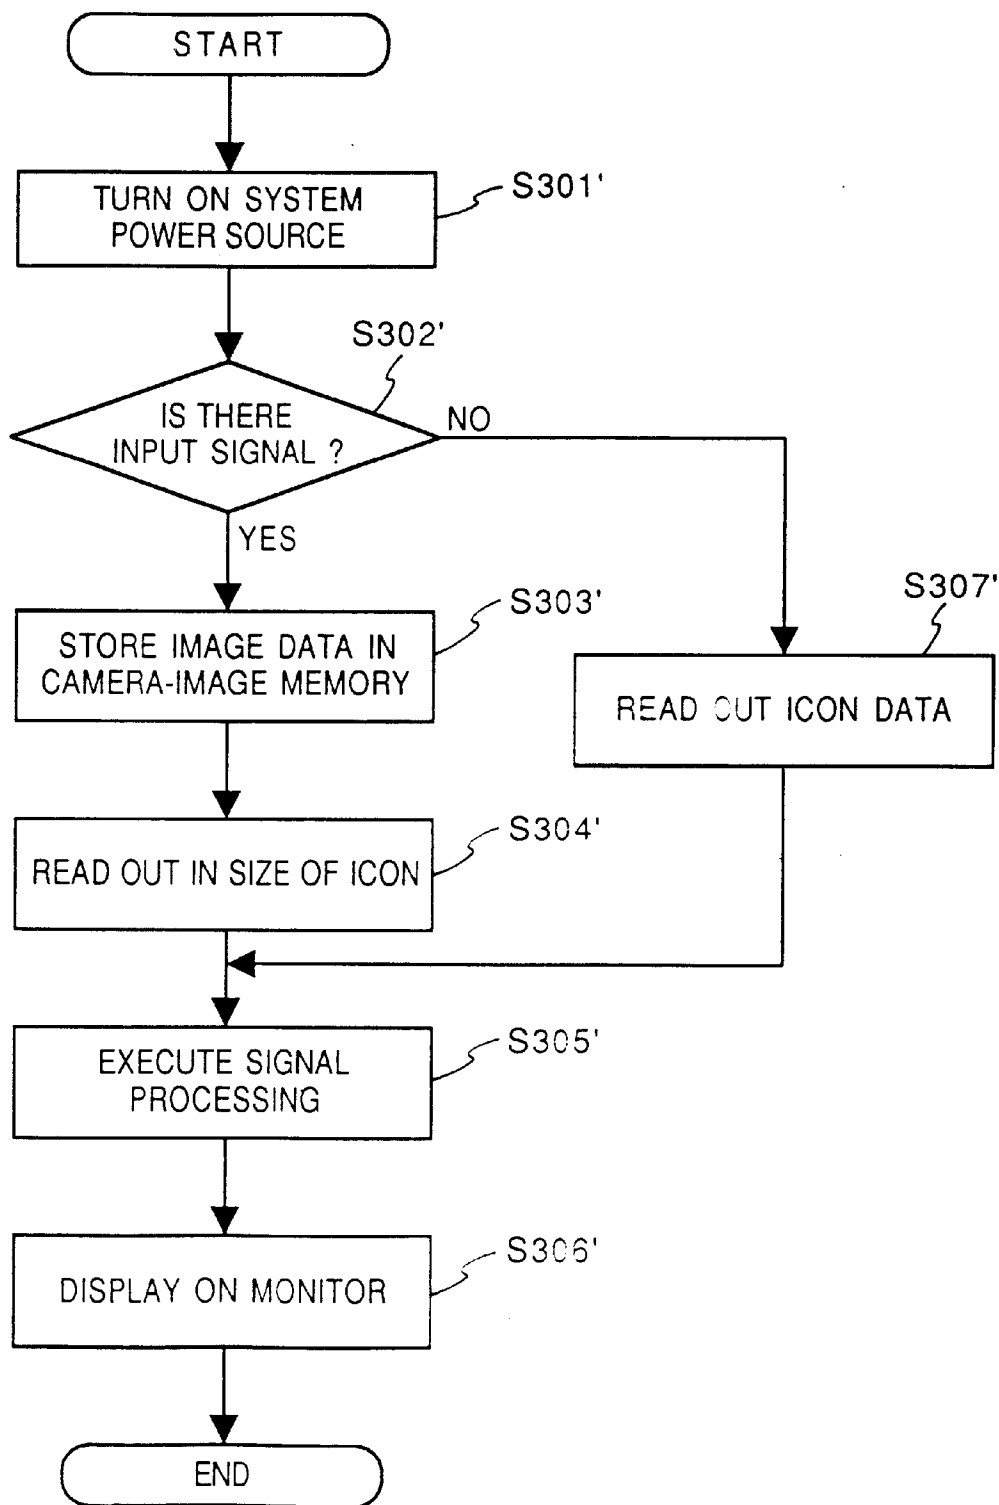 START
TURN ON SYSTEM
POWER SOURCE
S301'
S302'
IS THERE
INPUT SIGNAL ?
NO
YES
S303'
STORE IMAGE DATA IN
CAMERA-IMAGE MEMORY
S307'
READ OUT ICON DATA
S304'
READ OUT IN SIZE OF ICON
S305'
EXECUTE SIGNAL
PROCESSING
S306'
DISPLAY ON MONITOR
END